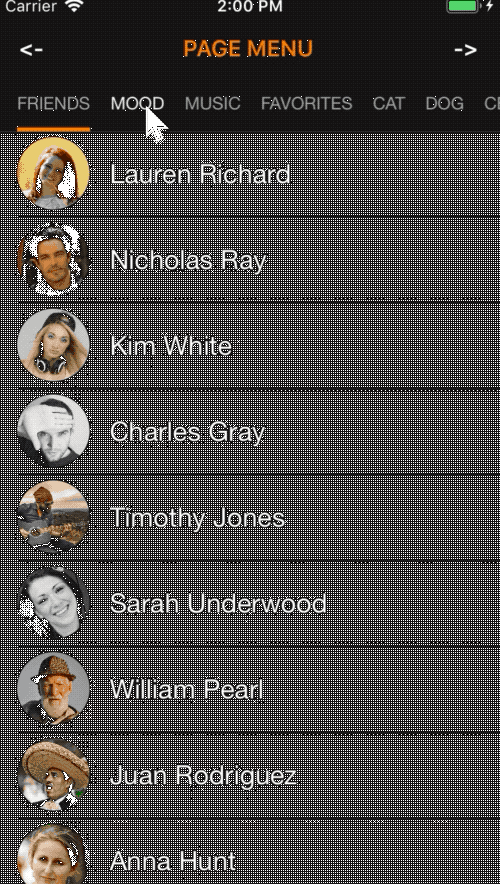 Carrier 2:00 PM
<- PAGE MENU ->
FRIENDS MOOD MUSIC FAVORITES CAT DOG
Lauren Richard
Nicholas Ray
Kim White
Charles Gray
Timothy Jones
Sarah Underwood
William Pearl
Juan Rodriguez
Anna Hunt